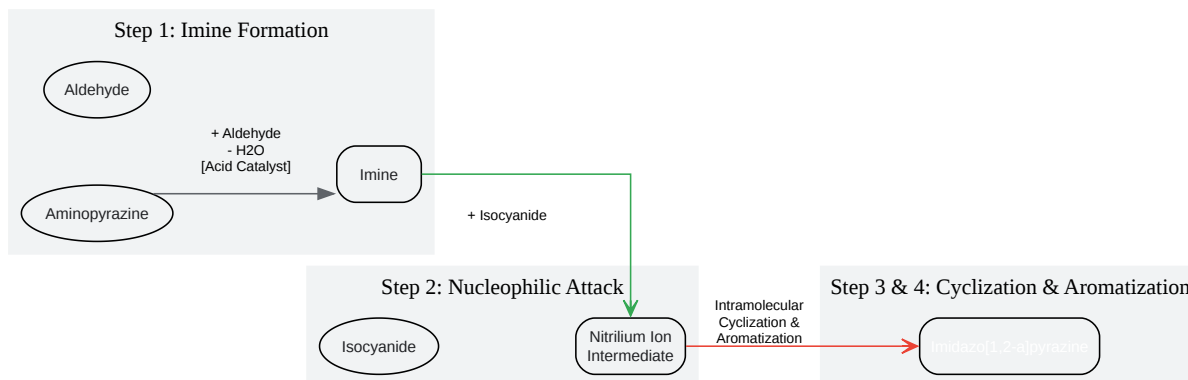 Step 1: Imine Formation
Aldehyde
+ Aldehyde
- H2O
[Acid Catalyst]
Imine
Aminopyrazine
+ Isocyanide
Step 2: Nucleophilic Attack
Isocyanide
Nitrilium Ion
Intermediate
Intramolecular
Cyclization &
Aromatization
Step 3 & 4: Cyclization & Aromatization
Imidazo[1,2-a]pyrazine